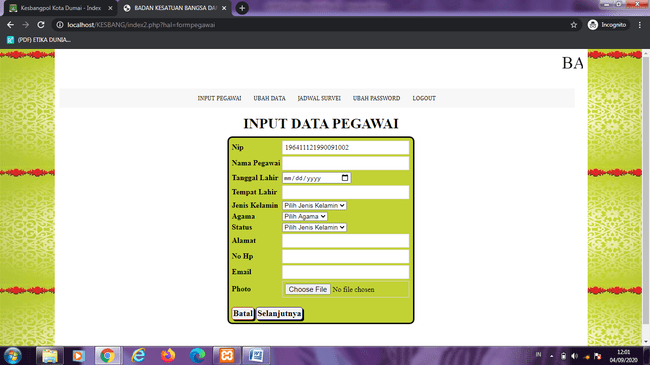 Kesbangpol Kota Dumai - Index
BADAN KESATUAN BANGSA DA
localhost/KESBANG/index2.php?hal=formpegawai
Incognito
(PDF) ETIKA DUNIA...
BA
INPUT PEGAWAI UBAH DATA JADWAL SURVEI UBAH PASSWORD LOGOUT
INPUT DATA PEGAWAI
Nip 196411121990091002
Nama Pegawai
Tanggal Lahir mm/dd/yyyy
Tempat Lahir
Jenis Kelamin Pilih Jenis Kelamin
Agama Pilih Agama
Status Pilih Jenis Kelamin
Alamat
No Hp
Email
Photo Choose File No file chosen
Batal Selanjutnya
IN
12:01
04/09/2020